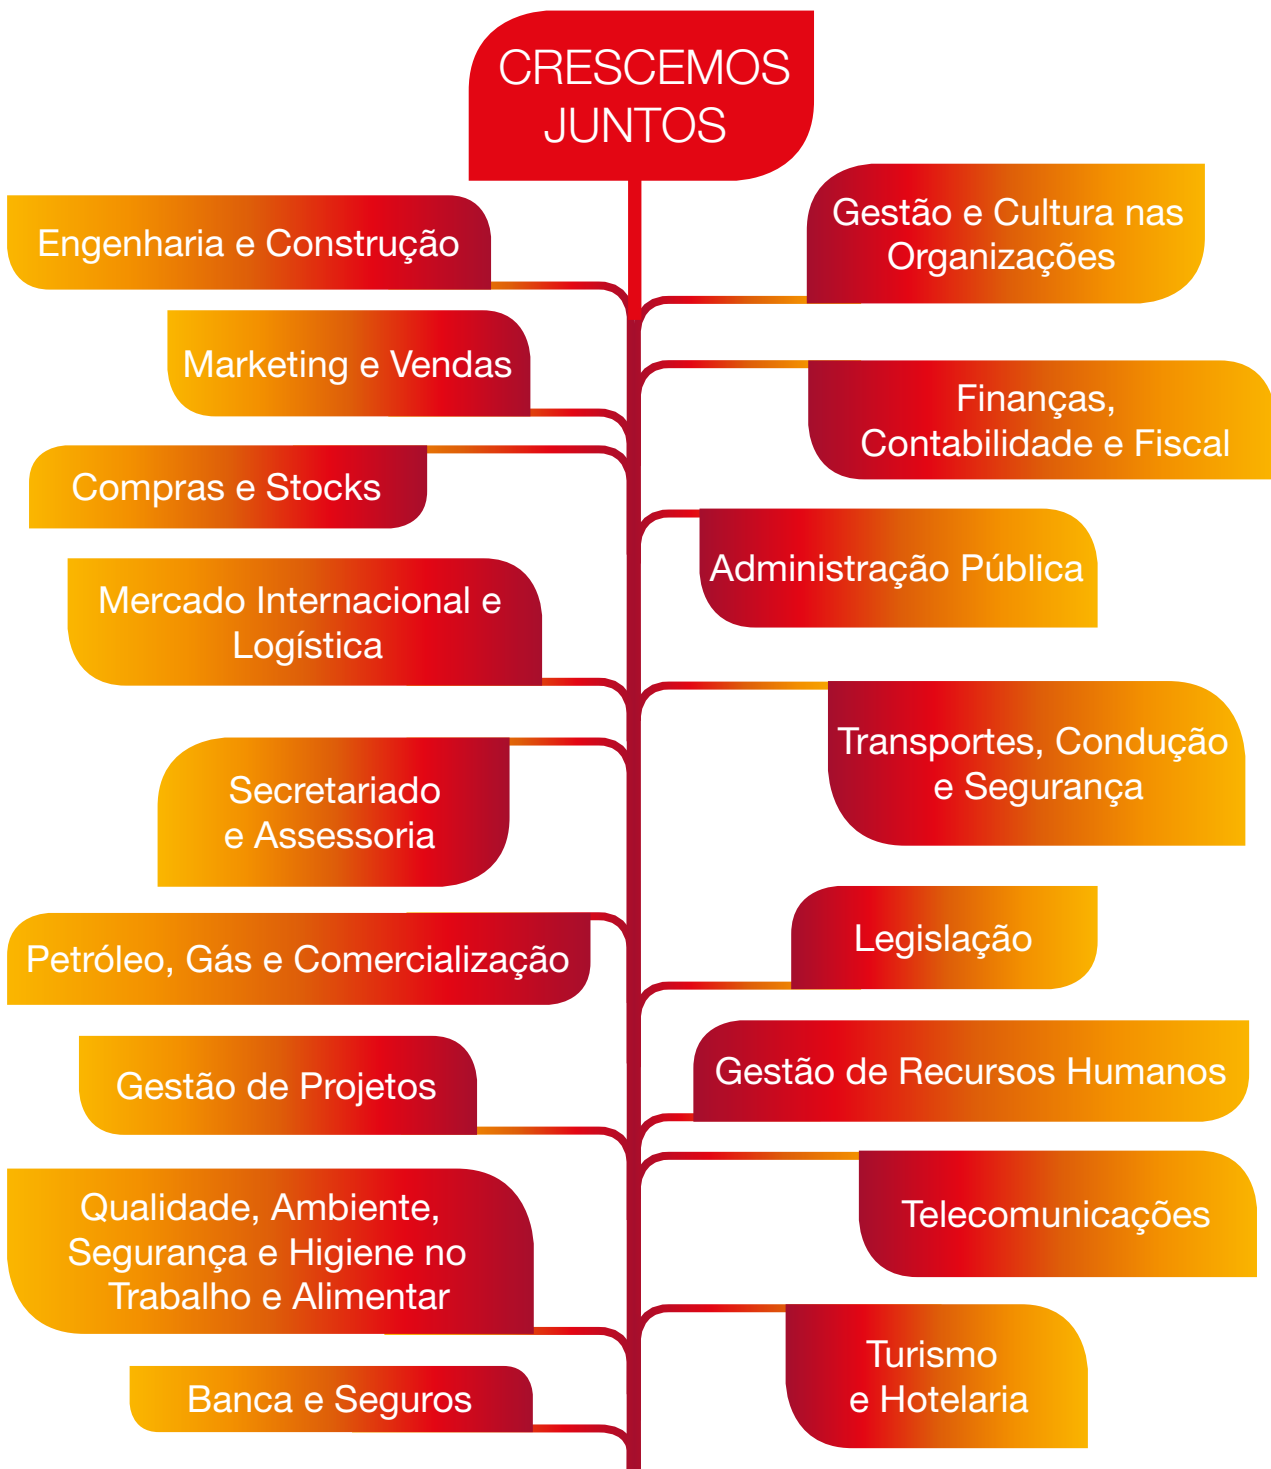 CRESCEMOS
JUNTOS
Engenharia e Construção
Gestão e Cultura nas
Organizações
Marketing e Vendas
Finanças,
Contabilidade e Fiscal
Compras e Stocks
Administração Pública
Mercado Internacional e
Logística
Transportes, Condução
e Segurança
Secretariado
e Assessoria
Legislação
Petróleo, Gás e Comercialização
Gestão de Recursos Humanos
Gestão de Projetos
Telecomunicações
Qualidade, Ambiente,
Segurança e Higiene no
Trabalho e Alimentar
Turismo
e Hotelaria
Banca e Seguros